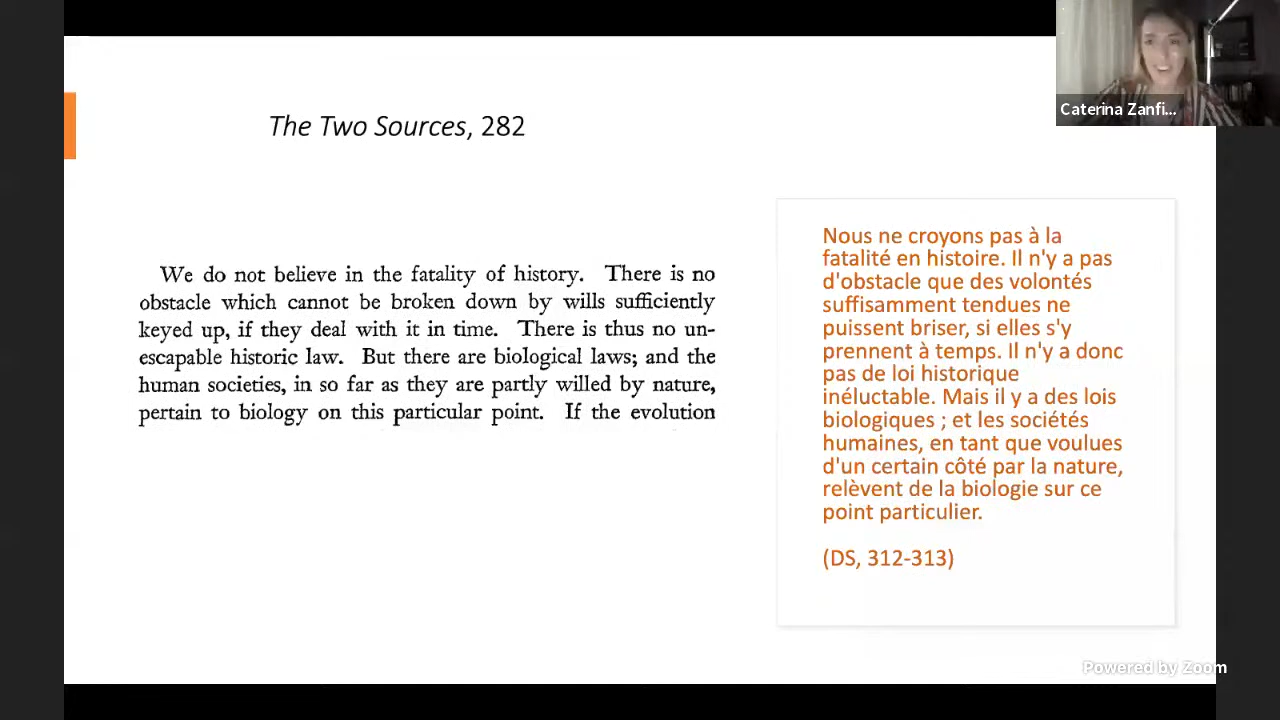 The Two Sources, 282
We do not believe in the fatality of history. There is no
obstacle which cannot be broken down by wills sufficiently
keyed up, if they deal with it in time. There is thus no un-
escapable historic law. But there are biological laws; and the
human societies, in so far as they are partly willed by nature,
pertain to biology on this particular point. If the evolution
Nous ne croyons pas à la
fatalité en histoire. Il n'y a pas
d'obstacle que des volontés
suffisamment tendues ne
puissent briser, si elles s'y
prennent à temps. Il n'y a donc
pas de loi historique
inéluctable. Mais il y a des lois
biologiques ; et les sociétés
humaines, en tant que voulues
d'un certain côté par la nature,
relèvent de la biologie sur ce
point particulier.
(DS, 312-313)
Caterina Zanfi...
Powered by Zoom